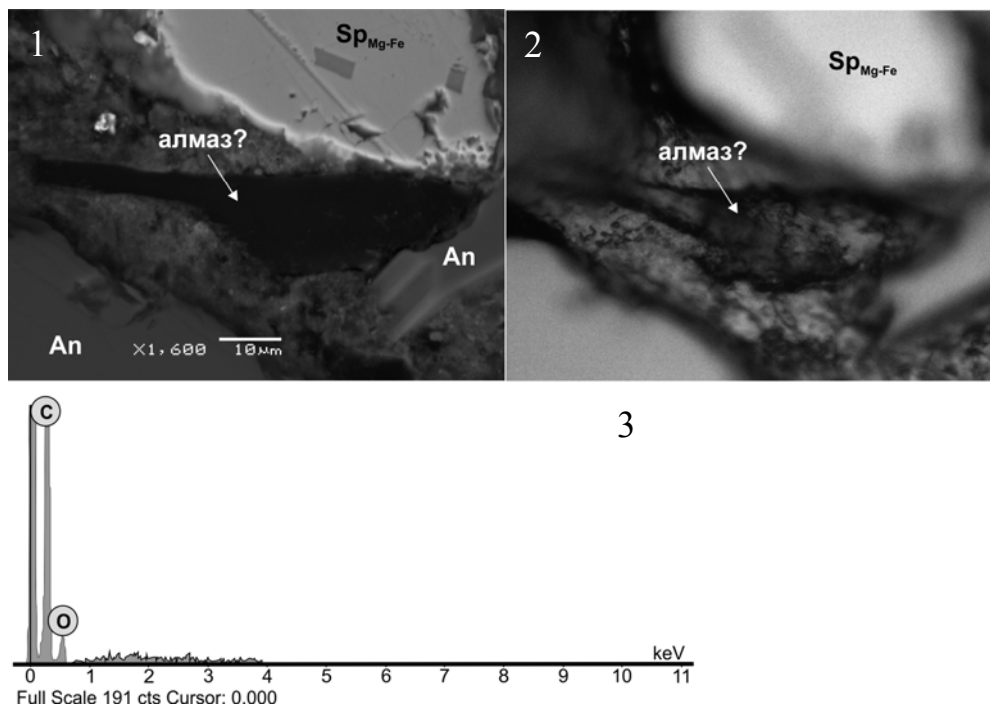 1
Sp Mg-Fe
алмаз?
An
An
×1,600 10μm
2
Sp Mg-Fe
алмаз?
3
C
O
keV
0 1 2 3 4 5 6 7 8 9 10 11
Full Scale 191 cts Cursor: 0.000